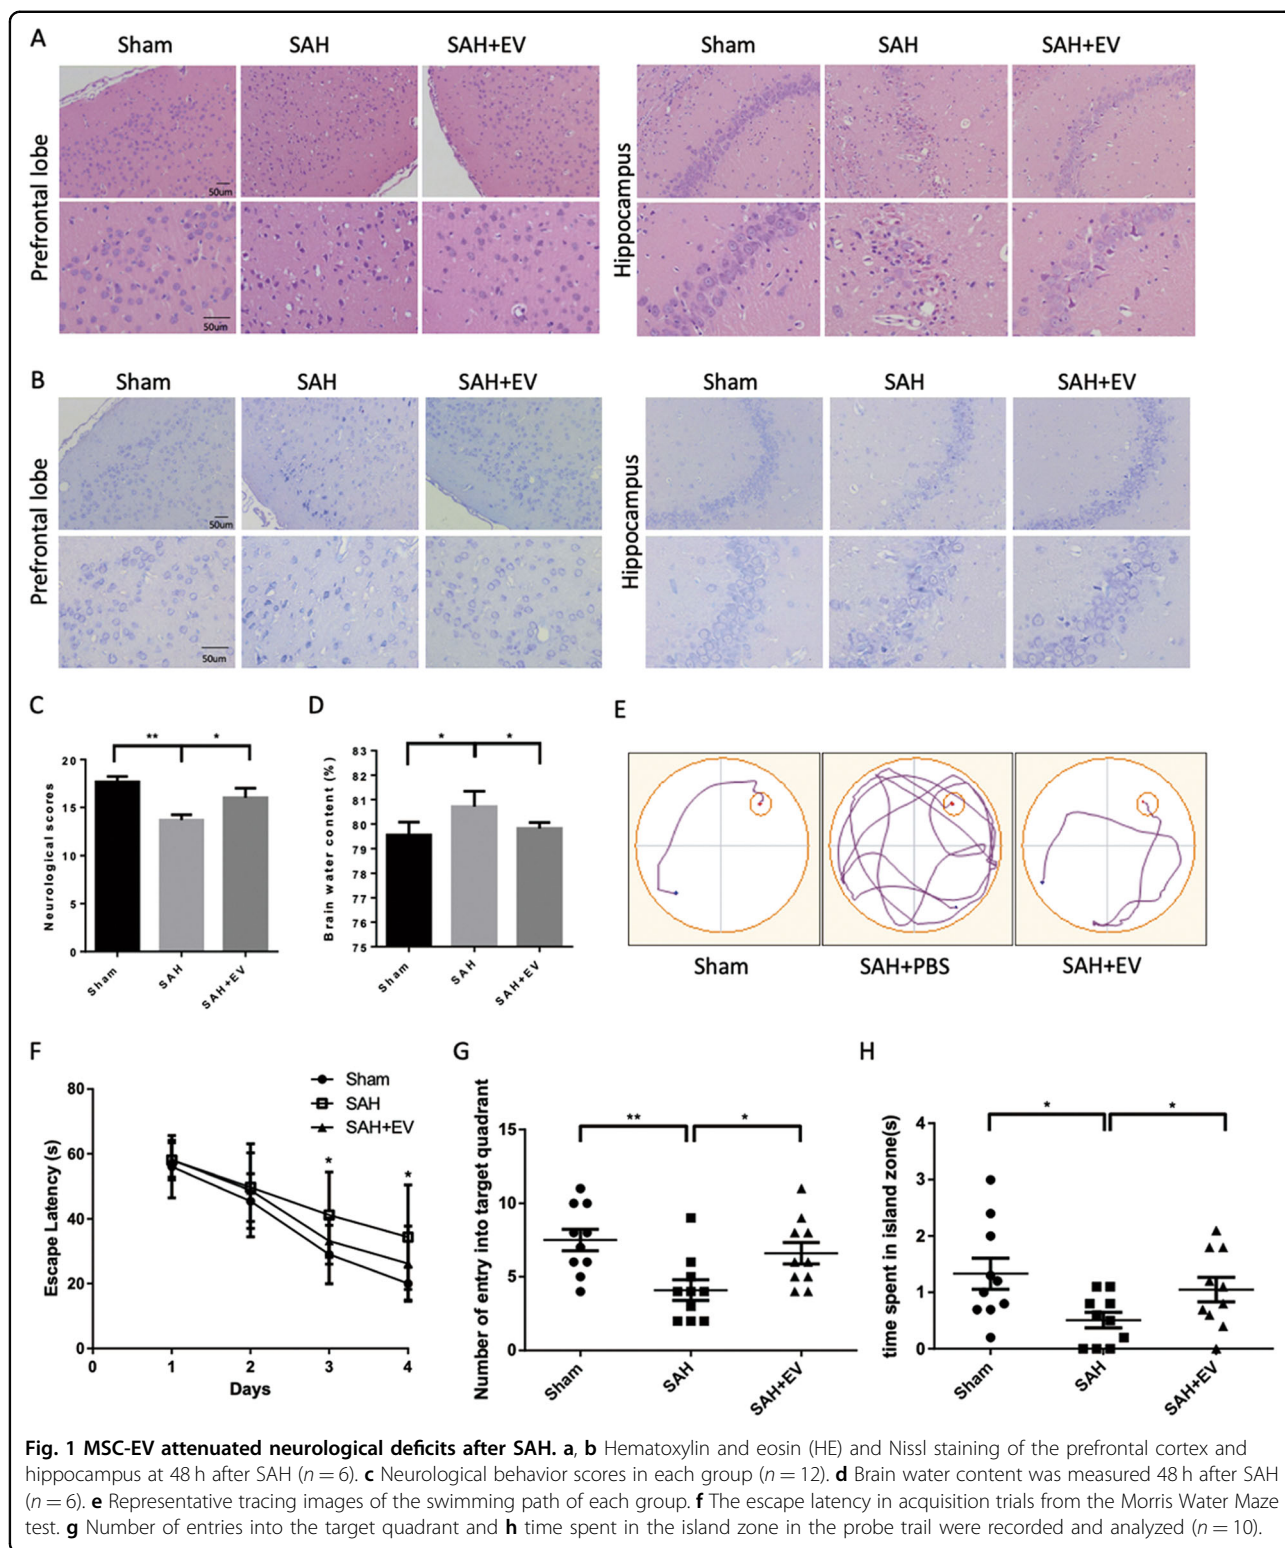 A
Sham SAH SAH+EV Sham SAH SAH+EV
Prefrontal lobe
50um
50um
Hippocampus
B
Sham SAH SAH+EV Sham SAH SAH+EV
Prefrontal lobe
50um
50um
Hippocampus
C
** *
Neurological scores
20
15
10
5
0
Sham SAH SAH+EV
D
* *
Brain water content (%)
83
82
81
80
79
78
77
76
75
Sham SAH SAH+EV
E
Sham SAH+PBS SAH+EV
F
Sham
SAH
SAH+EV
Escape Latency (s)
80
60
40
20
0
* *
0 1 2 3 4
Days
G
** *
Number of entry into target quadrant
15
10
5
0
Sham SAH SAH+EV
H
* *
time spent in island zone(s)
4
3
2
1
0
Sham SAH SAH+EV
Fig. 1 MSC-EV attenuated neurological deficits after SAH. a, b Hematoxylin and eosin (HE) and Nissl staining of the prefrontal cortex and
hippocampus at 48 h after SAH (n = 6). c Neurological behavior scores in each group (n = 12). d Brain water content was measured 48 h after SAH
(n = 6). e Representative tracing images of the swimming path of each group. f The escape latency in acquisition trials from the Morris Water Maze
test. g Number of entries into the target quadrant and h time spent in the island zone in the probe trail were recorded and analyzed (n = 10).